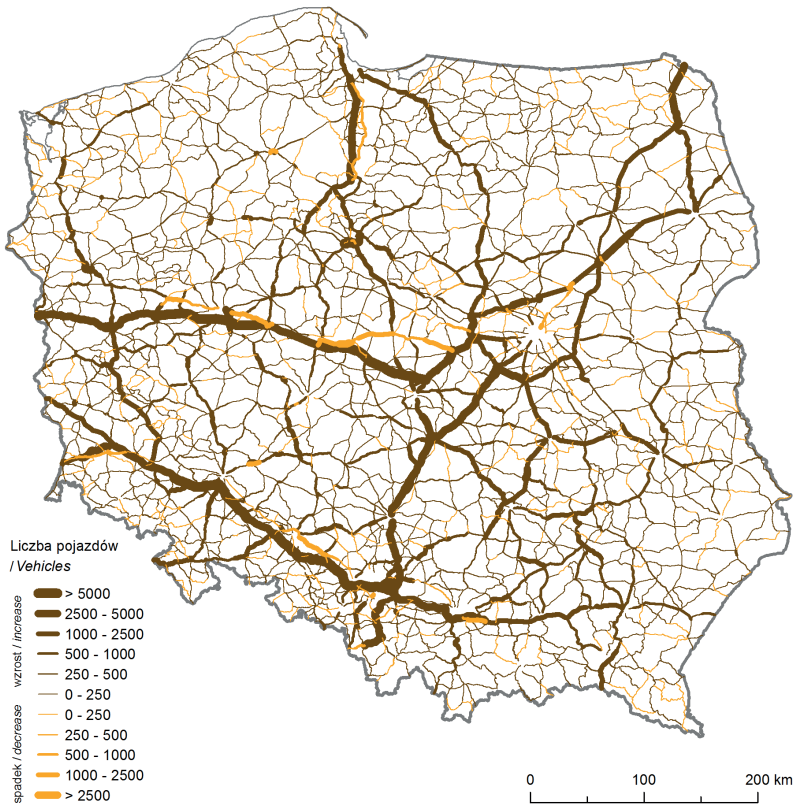 Liczba pojazdów
/ Vehicles
wzrost / increase
> 5000
2500 - 5000
1000 - 2500
500 - 1000
250 - 500
0 - 250
spadek / decrease
0 - 250
250 - 500
500 - 1000
1000 - 2500
> 2500
0 100 200 km